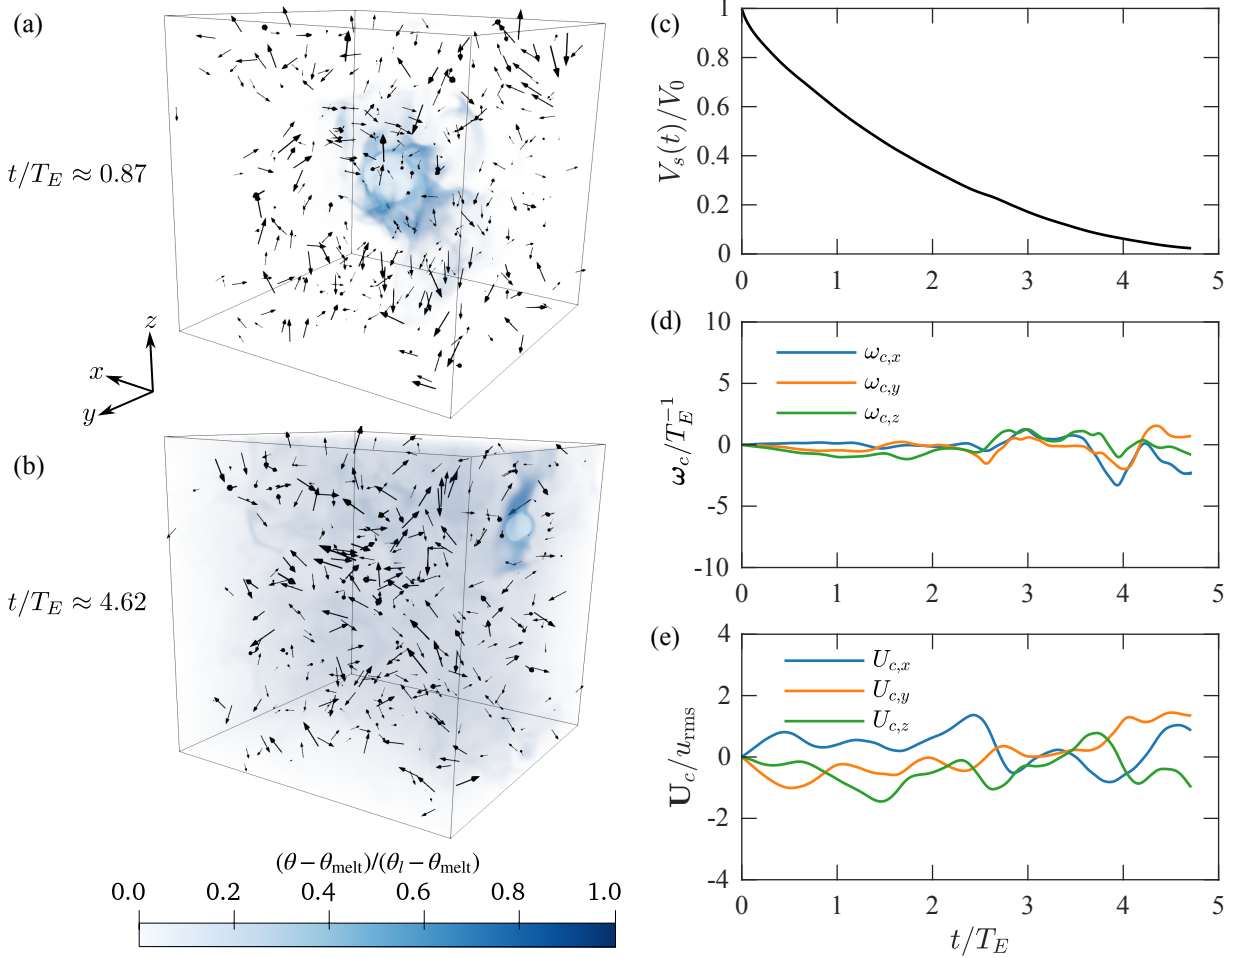 (a)
t/T_E ≈ 0.87
z
x
y
(b)
t/T_E ≈ 4.62
(θ − θ_melt)/(θ_l − θ_melt)
0.0 0.2 0.4 0.6 0.8 1.0
(c)
V_s(t)/V_0
1
0.8
0.6
0.4
0.2
0
0 1 2 3 4 5
(d)
ω_c/T_E^{-1}
10
5
0
-5
-10
ω_{c,x}
ω_{c,y}
ω_{c,z}
0 1 2 3 4 5
(e)
U_c/u_rms
4
2
0
-2
-4
U_{c,x}
U_{c,y}
U_{c,z}
0 1 2 3 4 5
t/T_E